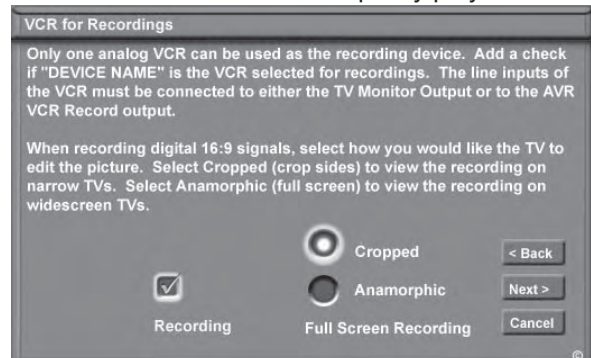 VCR for Recordings
Only one analog VCR can be used as the recording device. Add a check
if "DEVICE NAME" is the VCR selected for recordings. The line inputs of
the VCR must be connected to either the TV Monitor Output or to the AVR
VCR Record output.
When recording digital 16:9 signals, select how you would like the TV to
edit the picture. Select Cropped (crop sides) to view the recording on
narrow TVs. Select Anamorphic (full screen) to view the recording on
widescreen TVs.
Cropped
< Back
Anamorphic
Next >
Recording
Full Screen Recording
Cancel
©